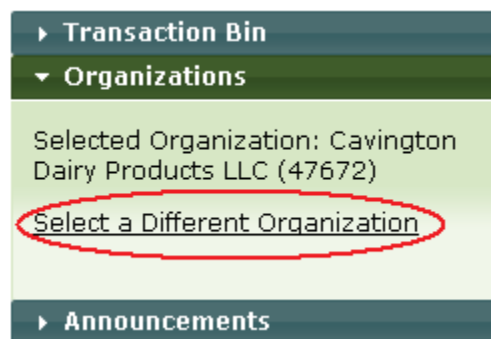 Transaction Bin
Organizations
Selected Organization: Cavington
Dairy Products LLC (47672)
Select a Different Organization
Announcements